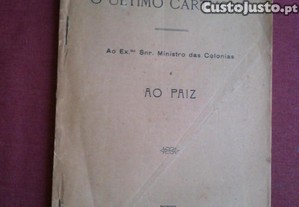 O ULTIMO CAR
Custojusto.pt
Ao Ex.mo Snr. Ministro das Colonias
e
AO PAIZ